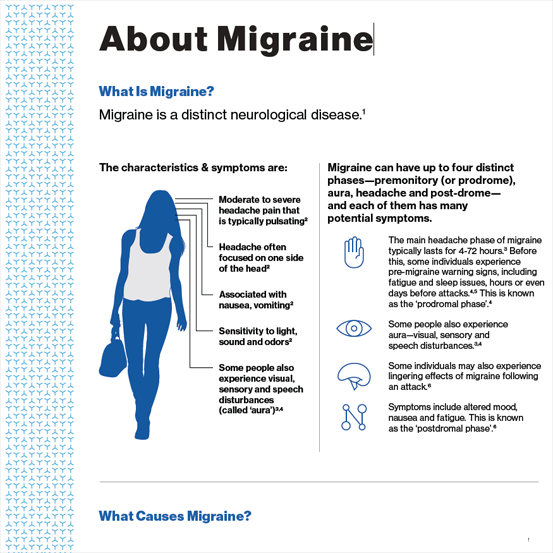 About Migraine
What Is Migraine?
Migraine is a distinct neurological disease.¹
The characteristics & symptoms are:
Moderate to severe
headache pain that
is typically pulsating²
Headache often
focused on one side
of the head²
Associated with
nausea, vomiting²
Sensitivity to light,
sound and odors²
Some people also
experience visual,
sensory and speech
disturbances
(called ‘aura’)³,⁴
Migraine can have up to four distinct
phases—premonitory (or prodrome),
aura, headache and post-drome—
and each of them has many
potential symptoms.
The main headache phase of migraine
typically lasts for 4-72 hours.³ Before
this, some individuals experience
pre-migraine warning signs, including
fatigue and sleep issues, hours or even
days before attacks.⁴,⁵ This is known
as the ‘prodromal phase’.⁴
Some people also experience
aura—visual, sensory and
speech disturbances.³,⁴
Some individuals may also experience
lingering effects of migraine following
an attack.⁶
Symptoms include altered mood,
nausea and fatigue. This is known
as the ‘postdromal phase’.⁶
What Causes Migraine?
1